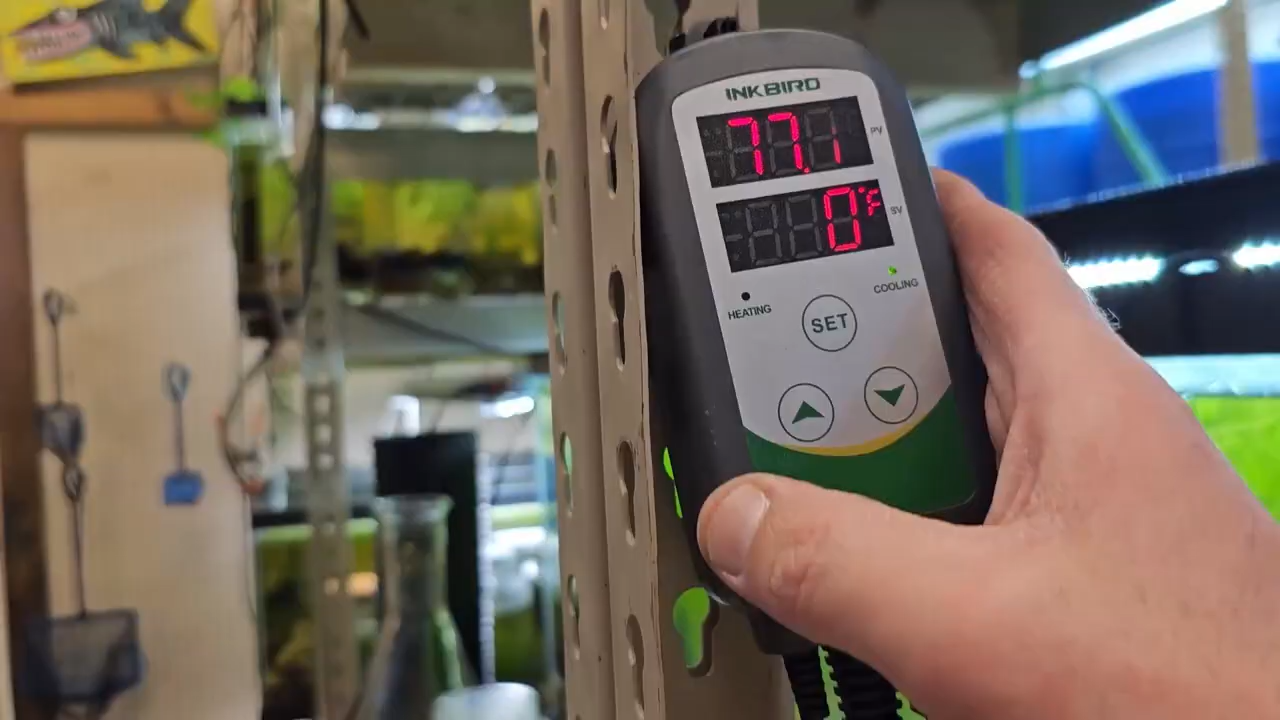 INKBIRD
77.1
PV
0°F
SV
HEATING
COOLING
SET